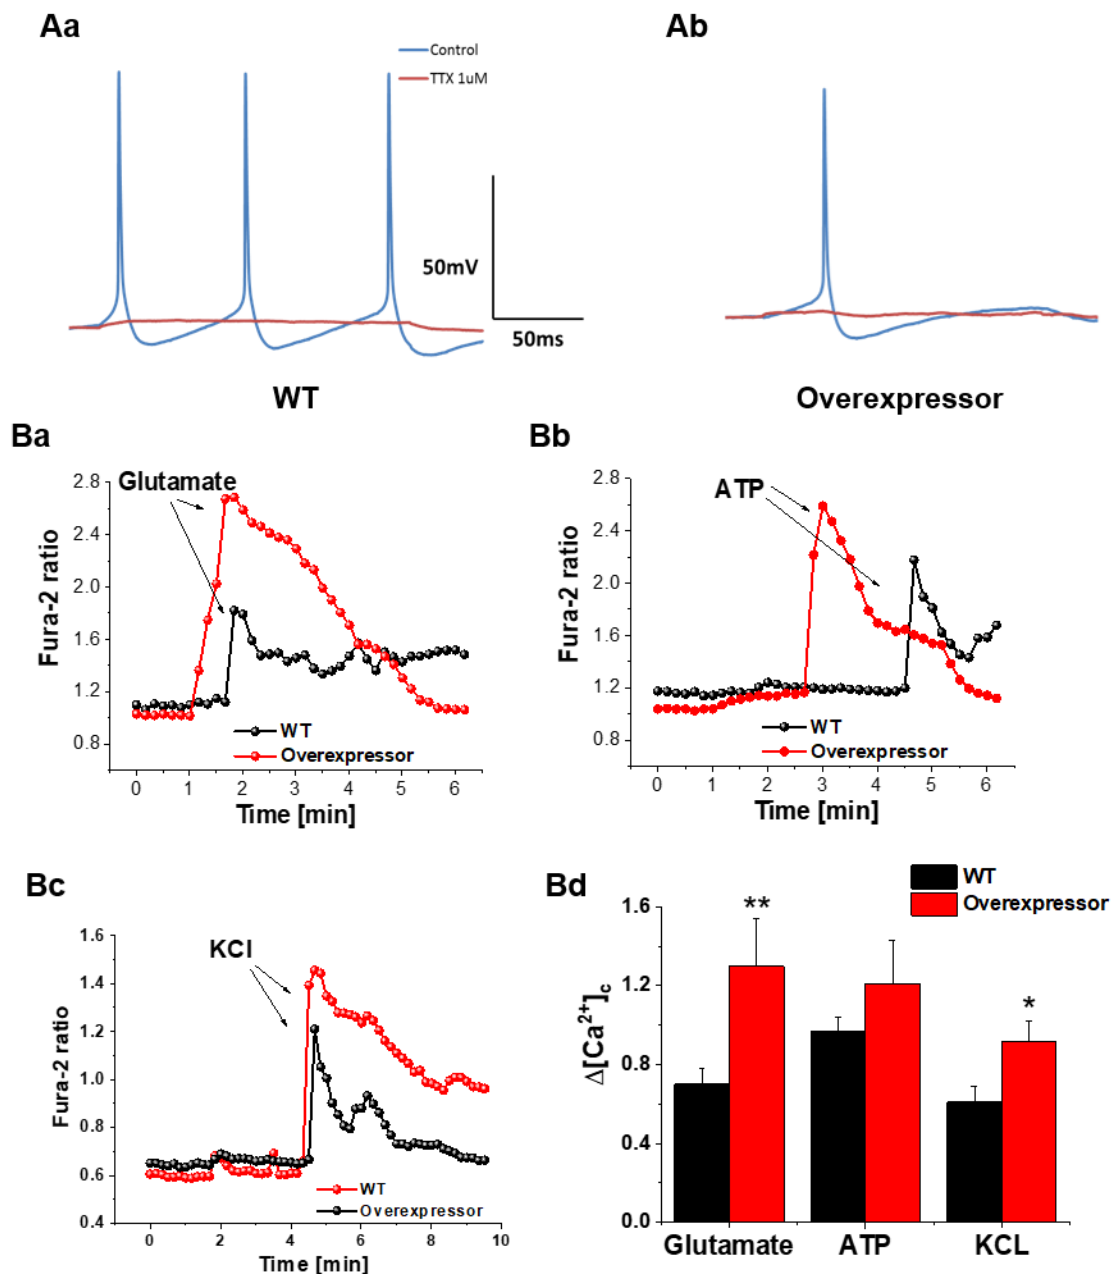 Aa
Ab
Control
TTX 1uM
50mV
50ms
WT
Overexpressor
Ba
Bb
Glutamate
2.8
2.4
2.0
1.6
1.2
0.8
Fura-2 ratio
WT
Overexpressor
0 1 2 3 4 5 6
Time [min]
ATP
2.8
2.4
2.0
1.6
1.2
0.8
Fura-2 ratio
WT
Overexpressor
0 1 2 3 4 5 6
Time [min]
Bc
Bd
KCl
1.6
1.4
1.2
1.0
0.8
0.6
0.4
Fura-2 ratio
WT
Overexpressor
0 2 4 6 8 10
Time [min]
WT
Overexpressor
1.6
1.2
0.8
0.4
0.0
Δ[Ca²⁺]c
**
*
Glutamate ATP KCL